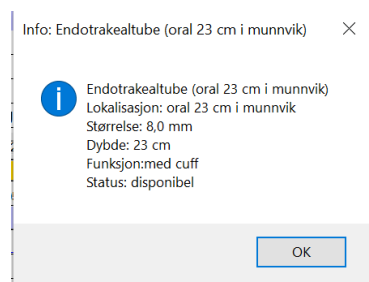 Info: Endotrakealtube (oral 23 cm i munnvik)
Endotrakealtube (oral 23 cm i munnvik)
Lokalisasjon: oral 23 cm i munnvik
Størrelse: 8,0 mm
Dybde: 23 cm
Funksjon:med cuff
Status: disponibel
OK